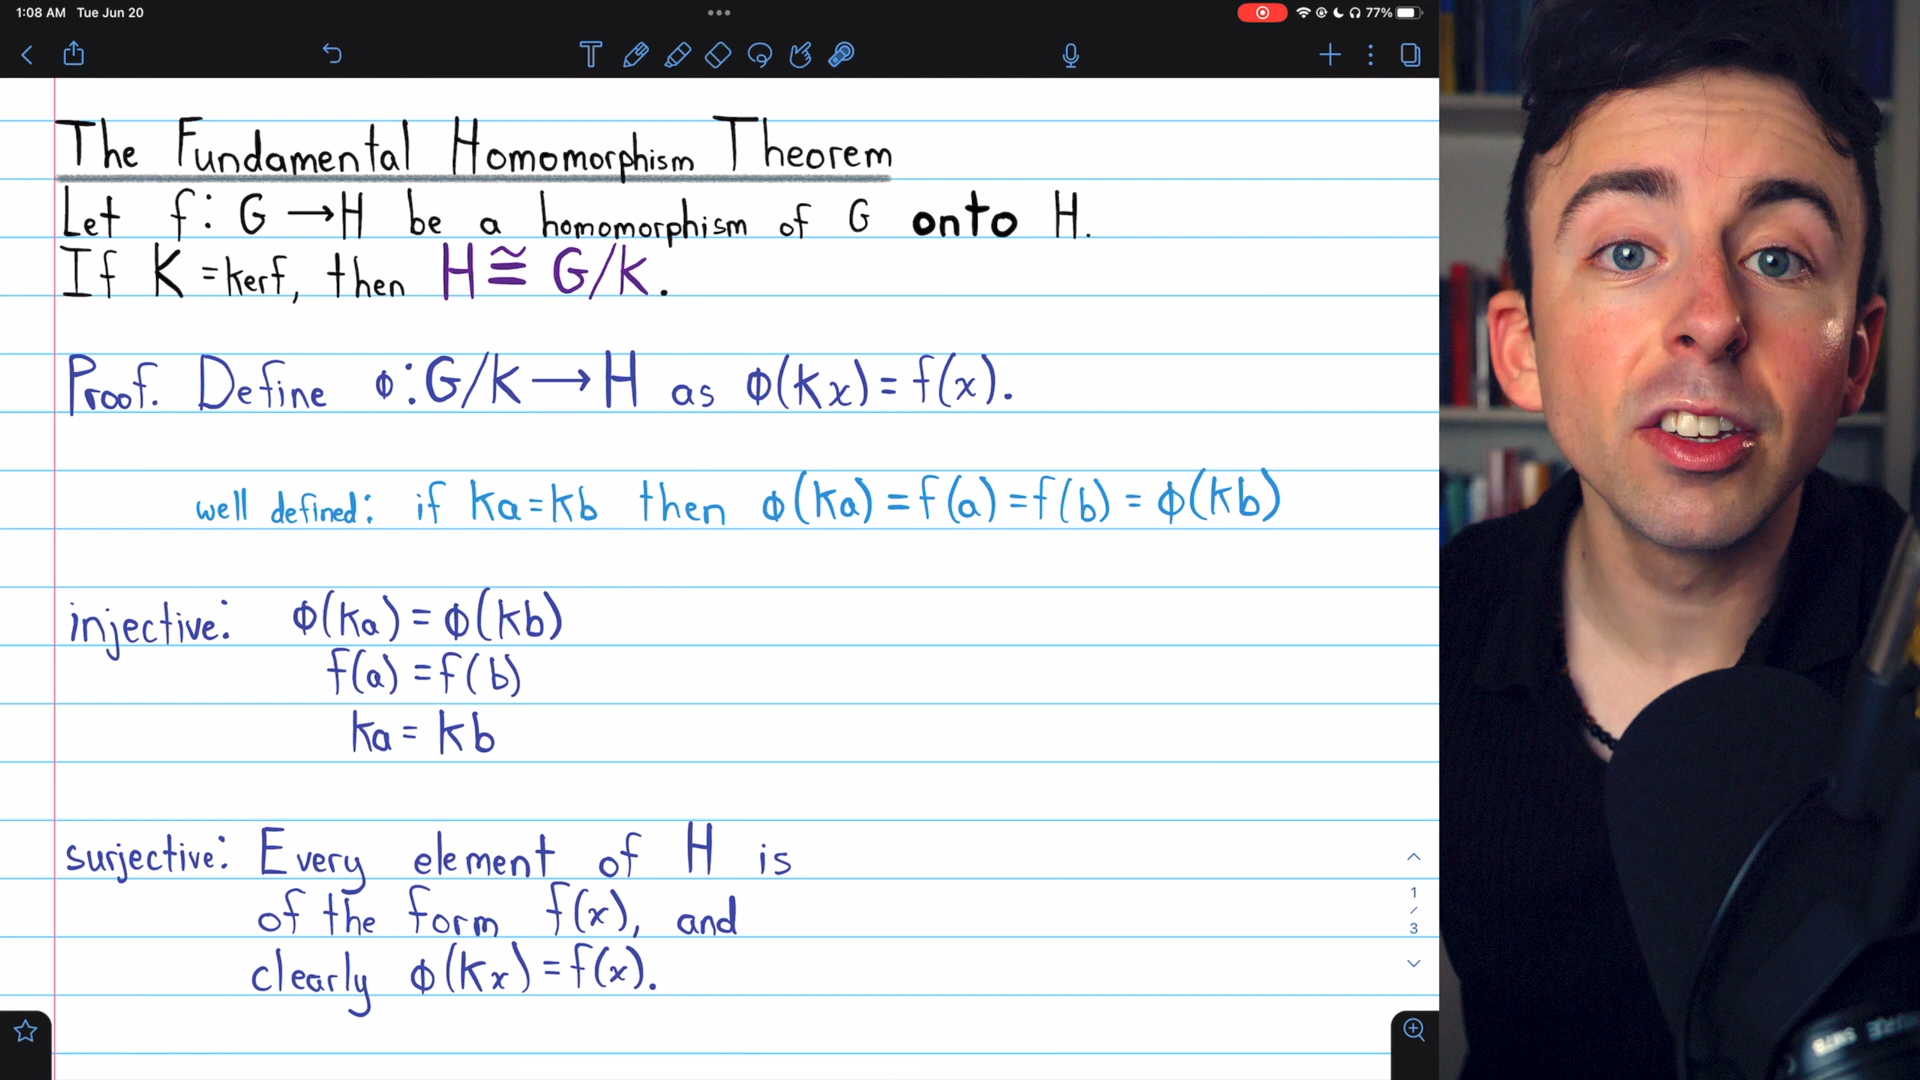 1:08 AM Tue Jun 20
77%
The Fundamental Homomorphism Theorem
Let f: G → H be a homomorphism of G onto H.
If K = kerf, then H ≅ G/K.
Proof. Define ϕ: G/K → H as ϕ(Kx) = f(x).
well defined: if Ka = Kb then ϕ(Ka) = f(a) = f(b) = ϕ(Kb)
injective: ϕ(Ka) = ϕ(Kb)
f(a) = f(b)
Ka = Kb
surjective: Every element of H is
of the form f(x), and
clearly ϕ(Kx) = f(x).
1
/
3